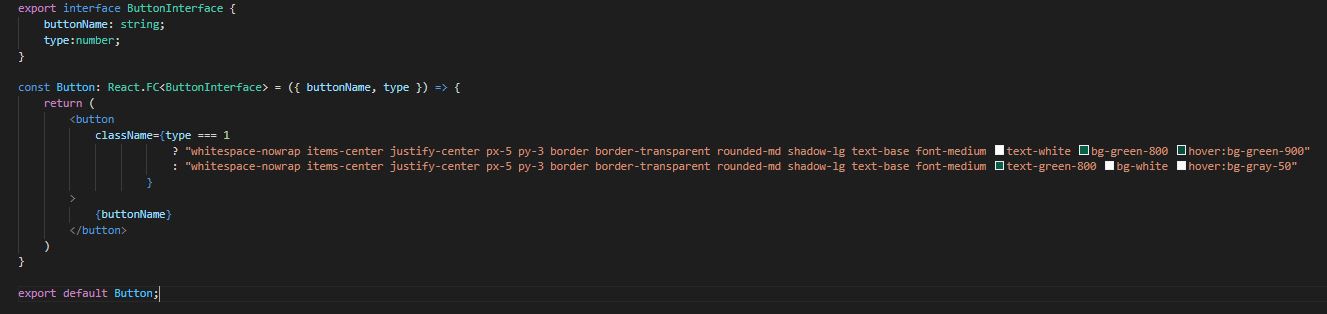 export interface ButtonInterface {
buttonName: string;
type:number;
}
const Button: React.FC<ButtonInterface> = ({ buttonName, type }) => {
return (
<button
className={type === 1
? "whitespace-nowrap items-center justify-center px-5 py-3 border border-transparent rounded-md shadow-lg text-base font-medium text-white bg-green-800 hover:bg-green-900"
: "whitespace-nowrap items-center justify-center px-5 py-3 border border-transparent rounded-md shadow-lg text-base font-medium text-green-800 bg-white hover:bg-gray-50"
}
>
{buttonName}
</button>
)
}
export default Button;